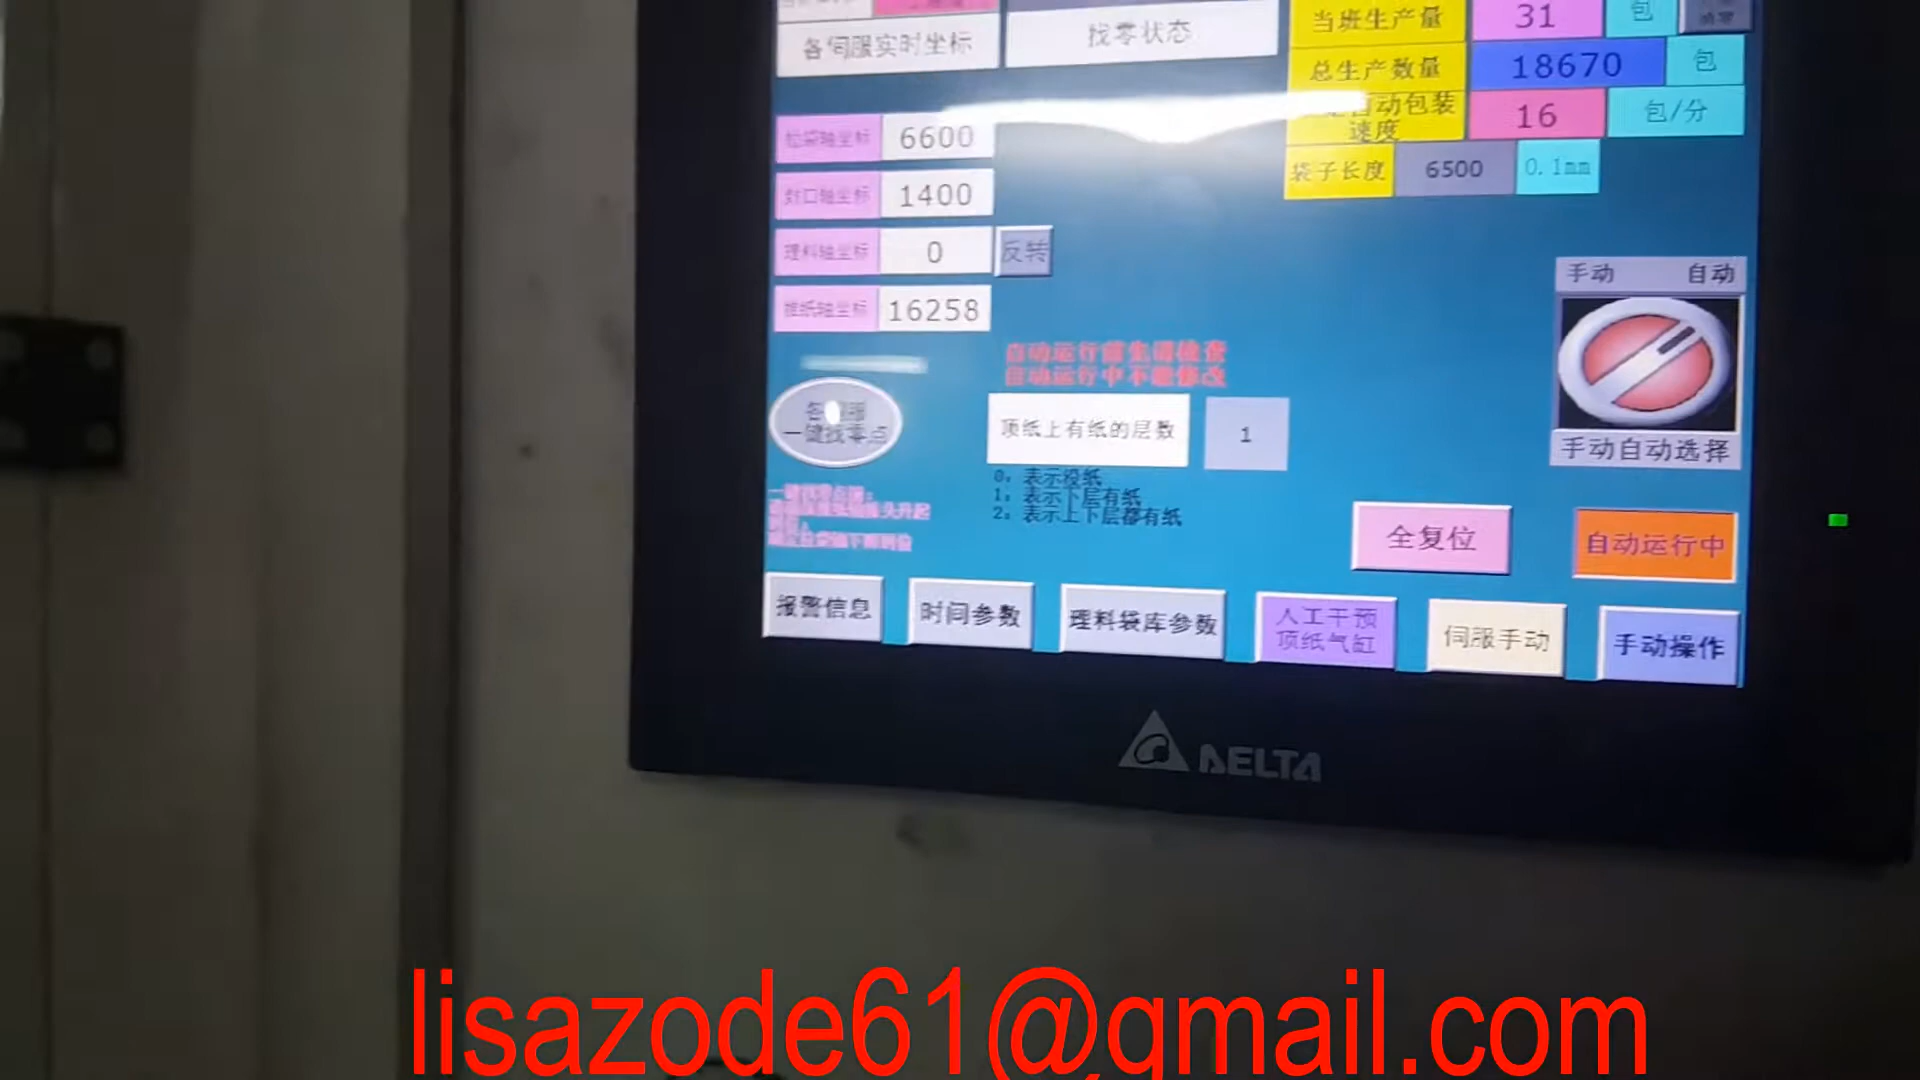 当班生产量 31 包
各伺服实时坐标 找零状态
总生产数量 18670 包
自动包装
速度 16 包/分
拉袋轴坐标 6600
袋子长度 6500 0.1mm
封口轴坐标 1400
理料轴坐标 0 反转
手动 自动
推纸轴坐标 16258
自动运行前先请检查
自动运行中不能修改
一键找零点
顶纸上有纸的层数 1
手动自动选择
0：表示没纸
1：表示下层有纸
2：表示上下层都有纸
全复位 自动运行中
报警信息 时间参数 理料袋库参数 人工干预
顶纸气缸 伺服手动 手动操作
DELTA
lisazode61@gmail.com